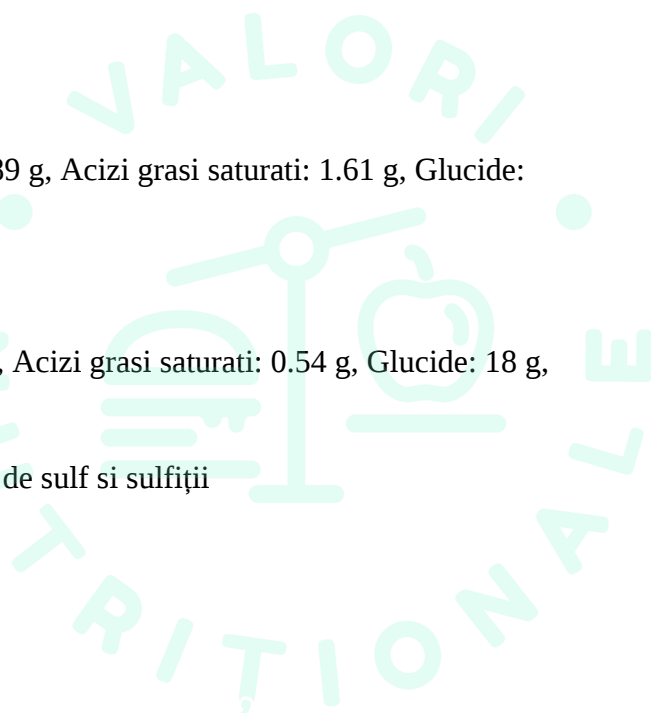 VALORI
39 g, Acizi grasi saturati: 1.61 g, Glucide:
, Acizi grasi saturati: 0.54 g, Glucide: 18 g,
de sulf si sulfiții
TRITIONALE